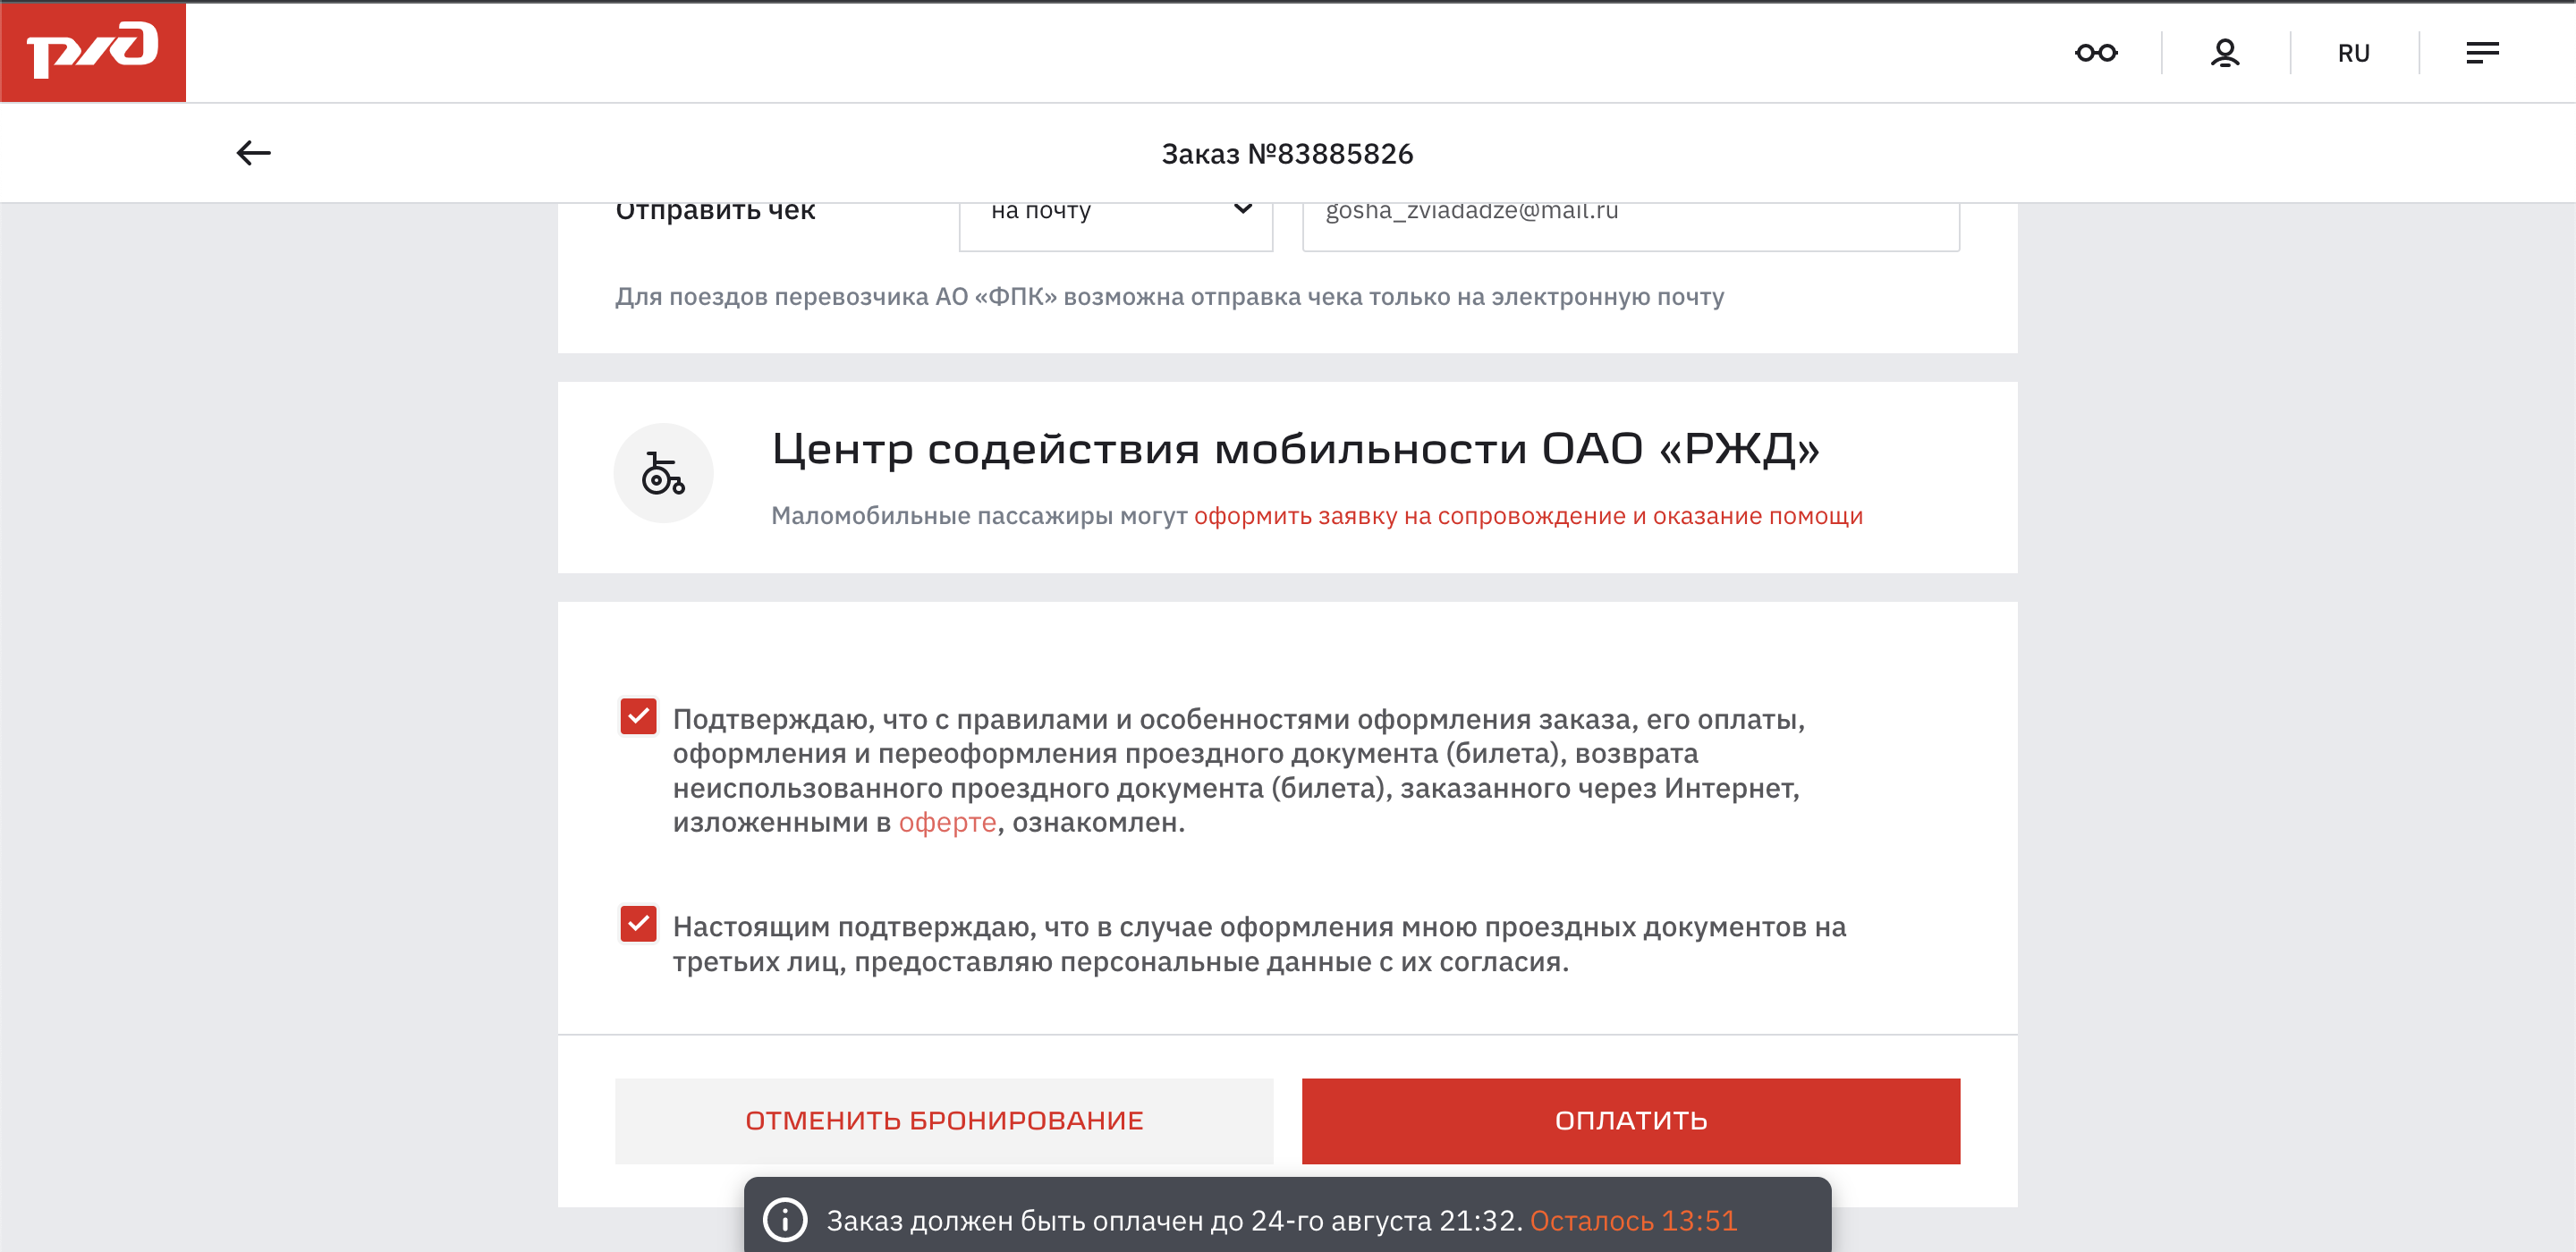 ржд
RU
Заказ №83885826
Отправить чек
на почту
gosha_zviadadze@mail.ru
Для поездов перевозчика АО «ФПК» возможна отправка чека только на электронную почту
Центр содействия мобильности ОАО «РЖД»
Маломобильные пассажиры могут оформить заявку на сопровождение и оказание помощи
Подтверждаю, что с правилами и особенностями оформления заказа, его оплаты,
оформления и переоформления проездного документа (билета), возврата
неиспользованного проездного документа (билета), заказанного через Интернет,
изложенными в оферте, ознакомлен.
Настоящим подтверждаю, что в случае оформления мною проездных документов на
третьих лиц, предоставляю персональные данные с их согласия.
ОТМЕНИТЬ БРОНИРОВАНИЕ
ОПЛАТИТЬ
Заказ должен быть оплачен до 24-го августа 21:32. Осталось 13:51